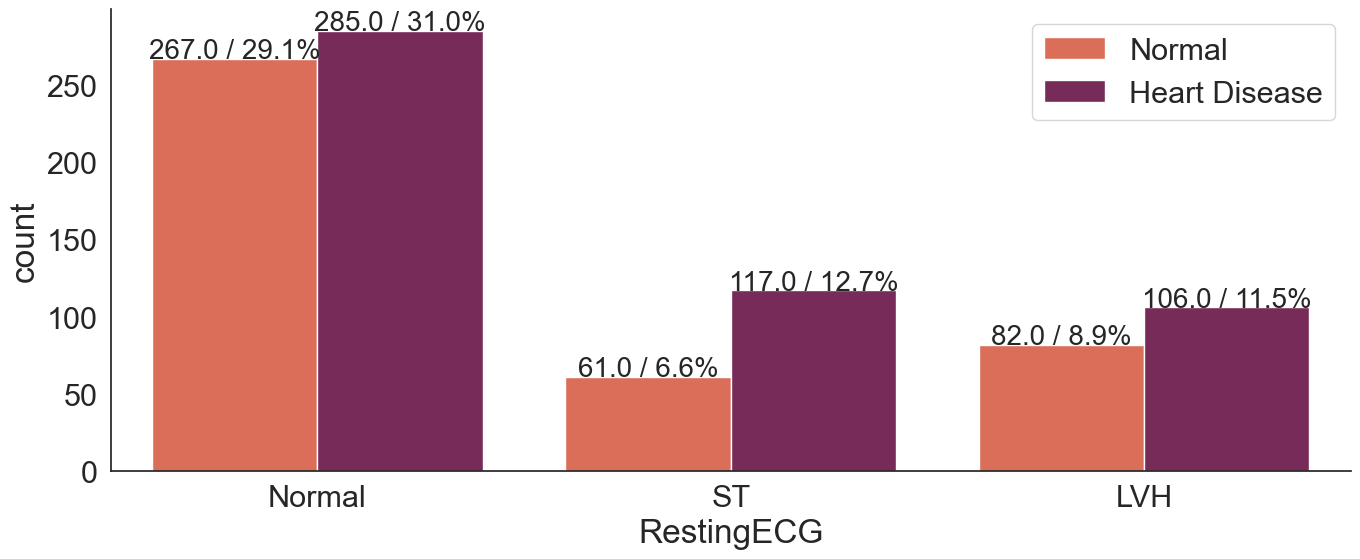 267.0 / 29.1%
285.0 / 31.0%
61.0 / 6.6%
117.0 / 12.7%
82.0 / 8.9%
106.0 / 11.5%
Normal
Heart Disease
250
200
150
100
50
0
count
Normal
ST
LVH
RestingECG